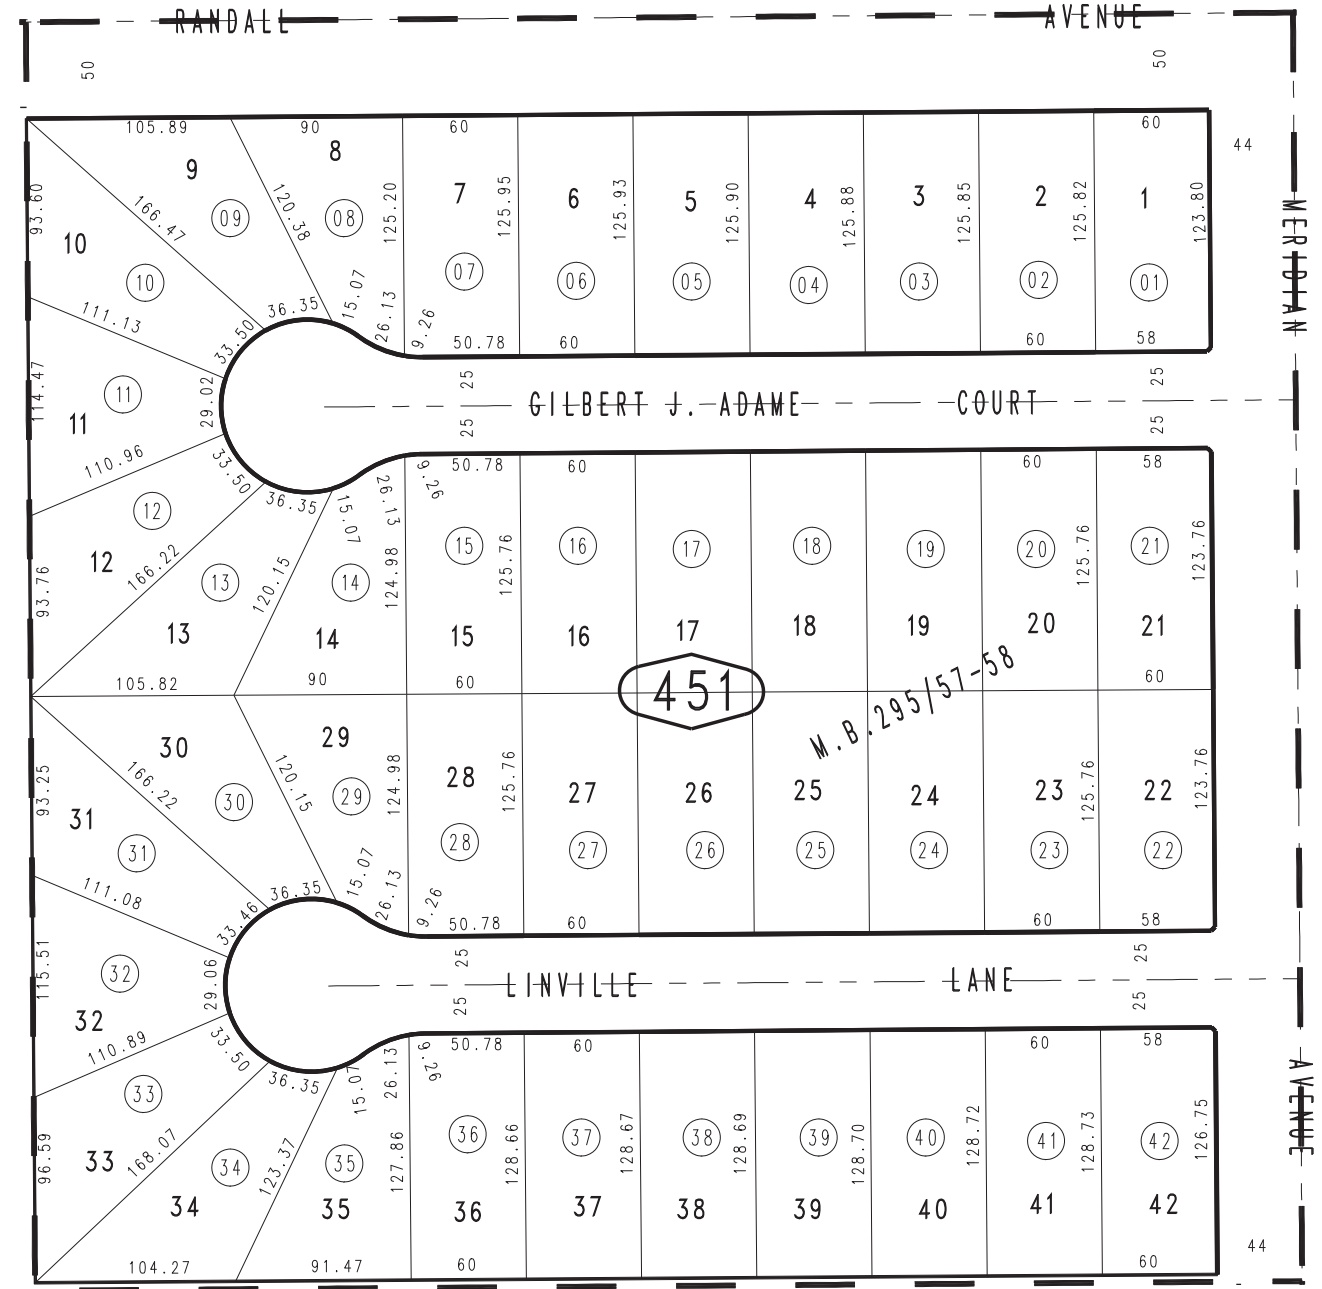 RANDALL AVENUE
50 50
105.89 90 60 60
44
9 8 7 6 5 4 3 2 1
93.60 166.47 120.38 125.20 125.95 125.93 125.90 125.88 125.85 125.82 123.80
09 08 07 06 05 04 03 02 01
10
10
MERIDIAN
111.13 33.50 36.35 15.07 26.13 9.26 50.78 60 60 58
114.47 11 29.02
11
25 25
GILBERT J. ADAME COURT
25 25
110.96 33.50 36.35 15.07 26.13 9.26 50.78 60 60 58
12
12
93.76 166.22 120.15 124.98 125.76 125.76 123.76
13 14 15 16 17 18 19 20 21
13 14 15 16 17 18 19 20 21
105.82 90 60 60
451
M.B.295/57-58
30 29 28 27 26 25 24 23 22
93.25 166.22 120.15 124.98 125.76 125.76 123.76
31
30 29 28 27 26 25 24 23 22
31
111.08 33.46 36.35 15.07 26.13 9.26 50.78 60 60 58
115.51 32 29.06
32
25 25
LINVILLE LANE
25 25
110.89 33.50 36.35 15.07 26.13 9.26 50.78 60 60 58
AVENUE
33
96.59 33 168.07 123.37 127.86 128.66 128.67 128.69 128.70 128.72 128.73 126.75
34 35 36 37 38 39 40 41 42
34 35 36 37 38 39 40 41 42
104.27 91.47 60 60
44